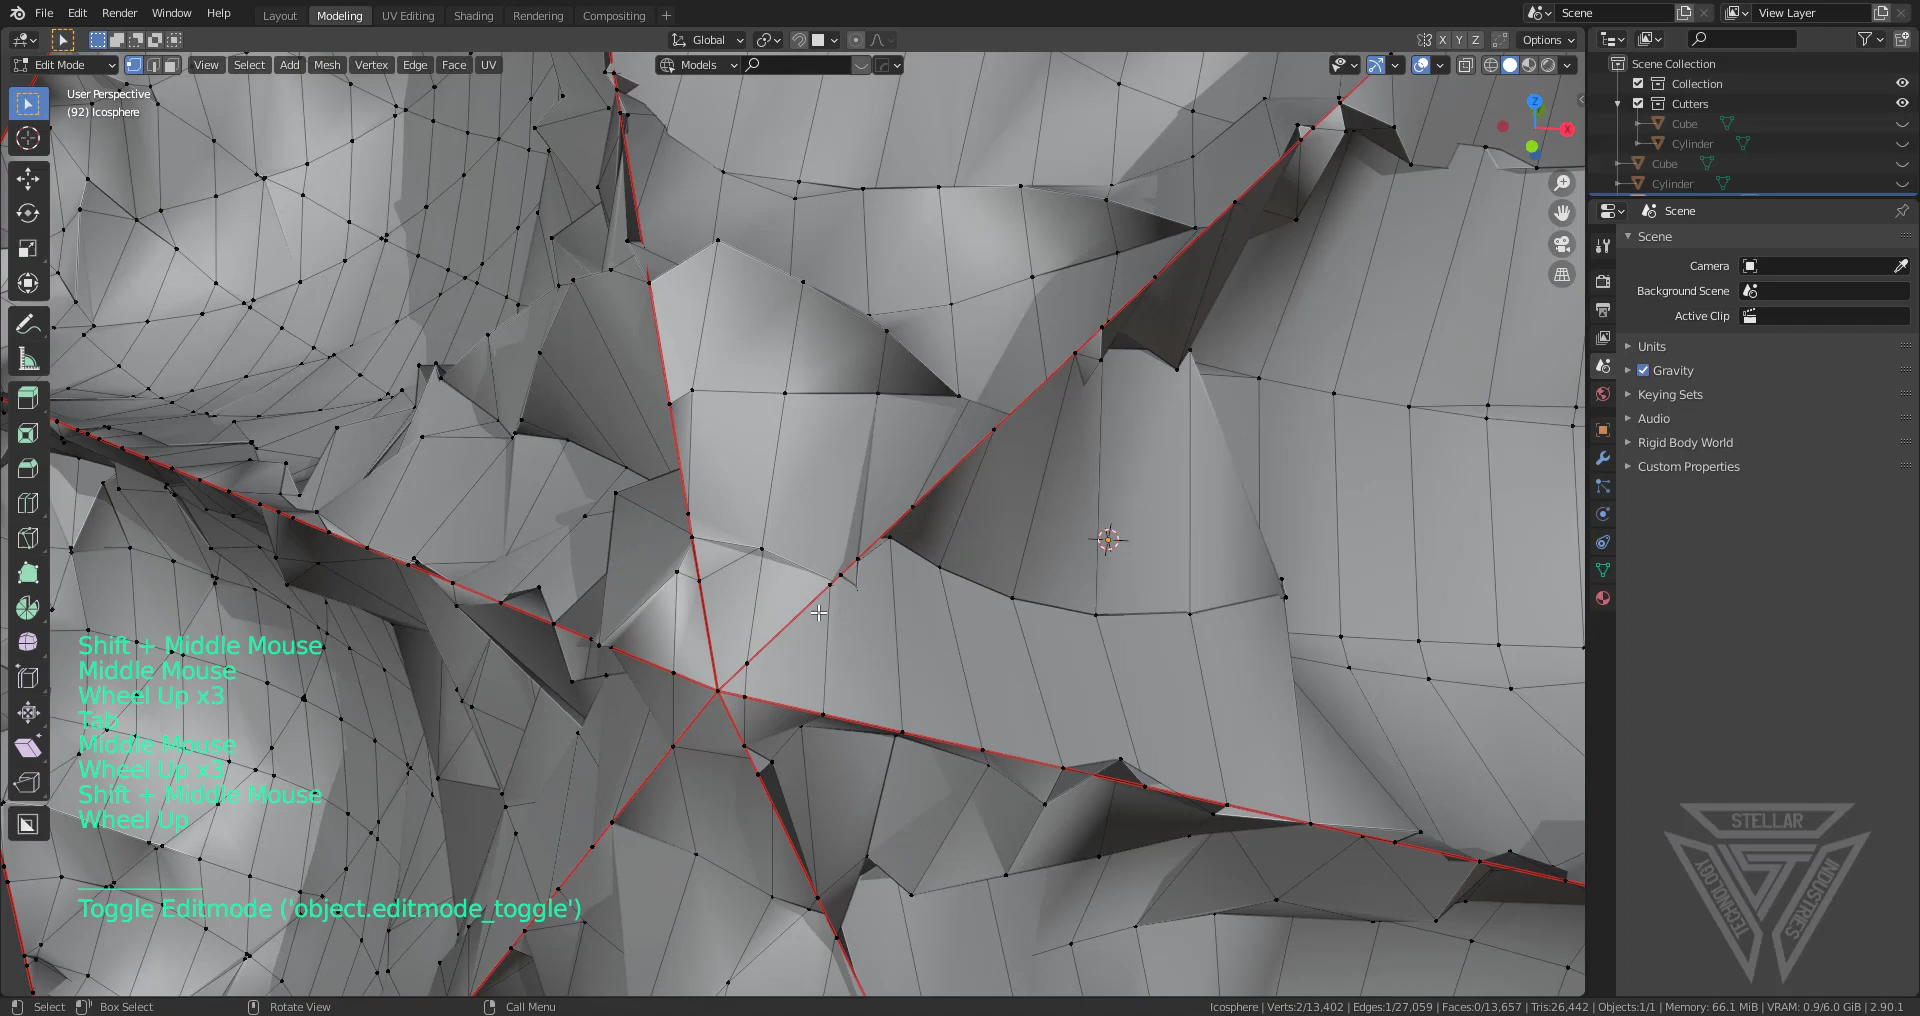 File Edit Render Window Help Layout Modeling UV Editing Shading Rendering Compositing + Scene View Layer
Global X Y Z Options
Edit Mode View Select Add Mesh Vertex Edge Face UV Models
User Perspective
(92) Icosphere
Z
X
Scene Collection
Collection
Cutters
Cube
Cylinder
Cube
Cylinder
Scene
Scene
Camera
Background Scene
Active Clip
Units
Gravity
Keying Sets
Audio
Rigid Body World
Custom Properties
Shift + Middle Mouse
Middle Mouse
Wheel Up x3
Tab
Middle Mouse
Wheel Up x3
Shift + Middle Mouse
Wheel Up
Toggle Editmode ('object.editmode_toggle')
STELLAR
TECHNOLOGY
INDUSTRIES
Select Box Select Rotate View Call Menu Icosphere | Verts:2/13,402 | Edges:1/27,059 | Faces:0/13,657 | Tris:26,442 | Objects:1/1 | Memory: 66.1 MiB | VRAM: 0.9/6.0 GiB | 2.90.1